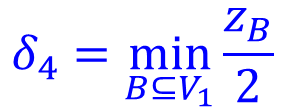 δ₄ = min_{B⊆V₁} z_B/2